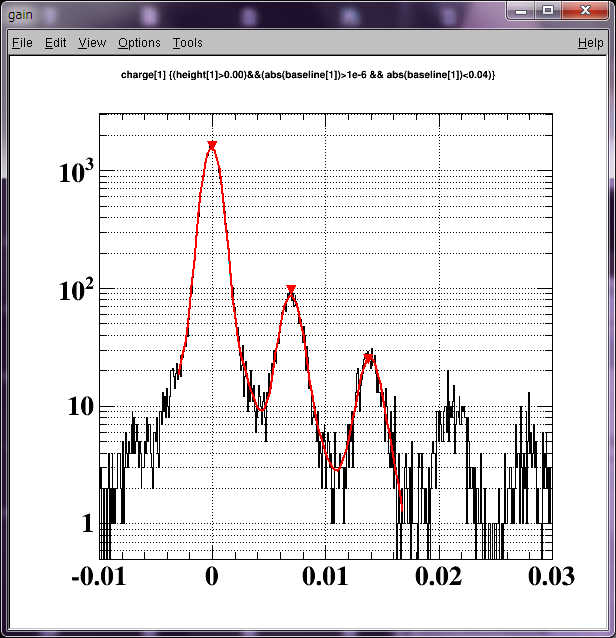 gain
File Edit View Options Tools Help
charge[1] {(height[1]>0.00)&&(abs(baseline[1])>1e-6 && abs(baseline[1])<0.04)}
10³
10²
10
1
-0.01 0 0.01 0.02 0.03